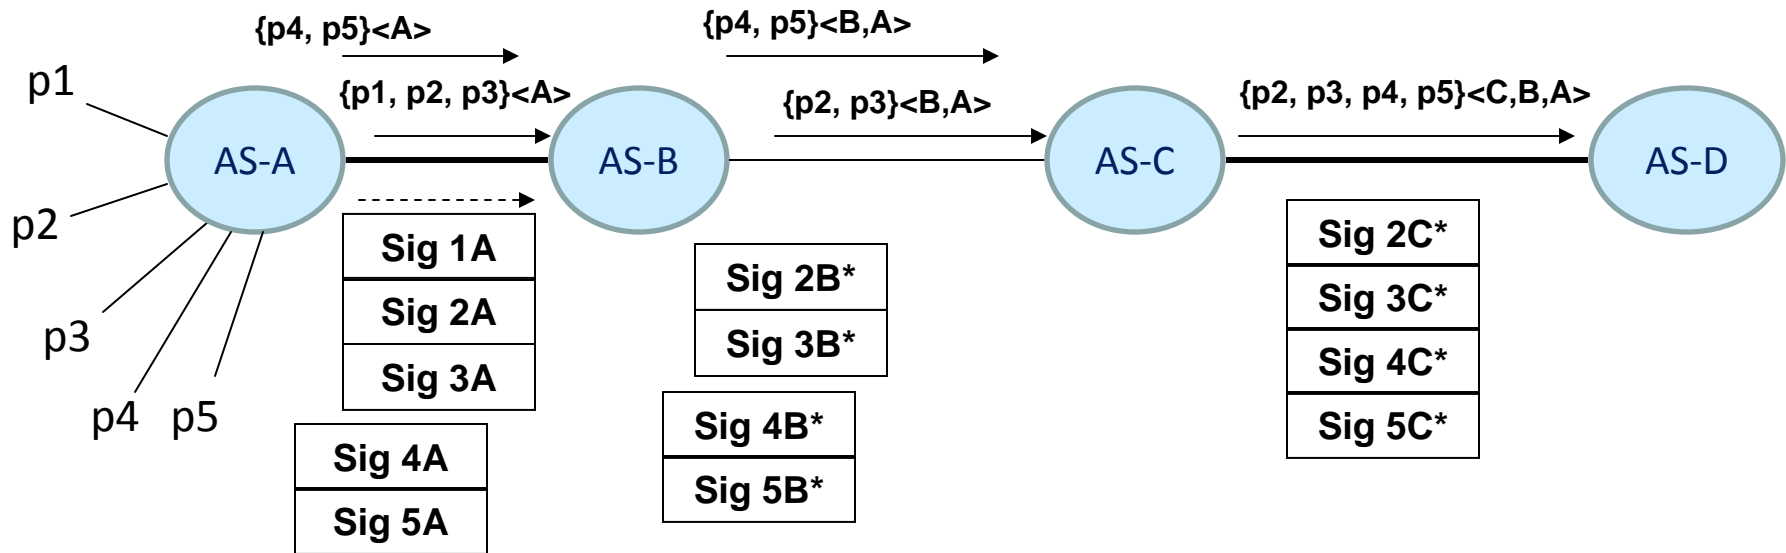 {p4, p5}<A>
{p4, p5}<B,A>
p1
{p1, p2, p3}<A>
{p2, p3}<B,A>
{p2, p3, p4, p5}<C,B,A>
AS-A
AS-B
AS-C
AS-D
p2
p3
p4
p5
Sig 1A
Sig 2A
Sig 3A
Sig 4A
Sig 5A
Sig 2B*
Sig 3B*
Sig 4B*
Sig 5B*
Sig 2C*
Sig 3C*
Sig 4C*
Sig 5C*